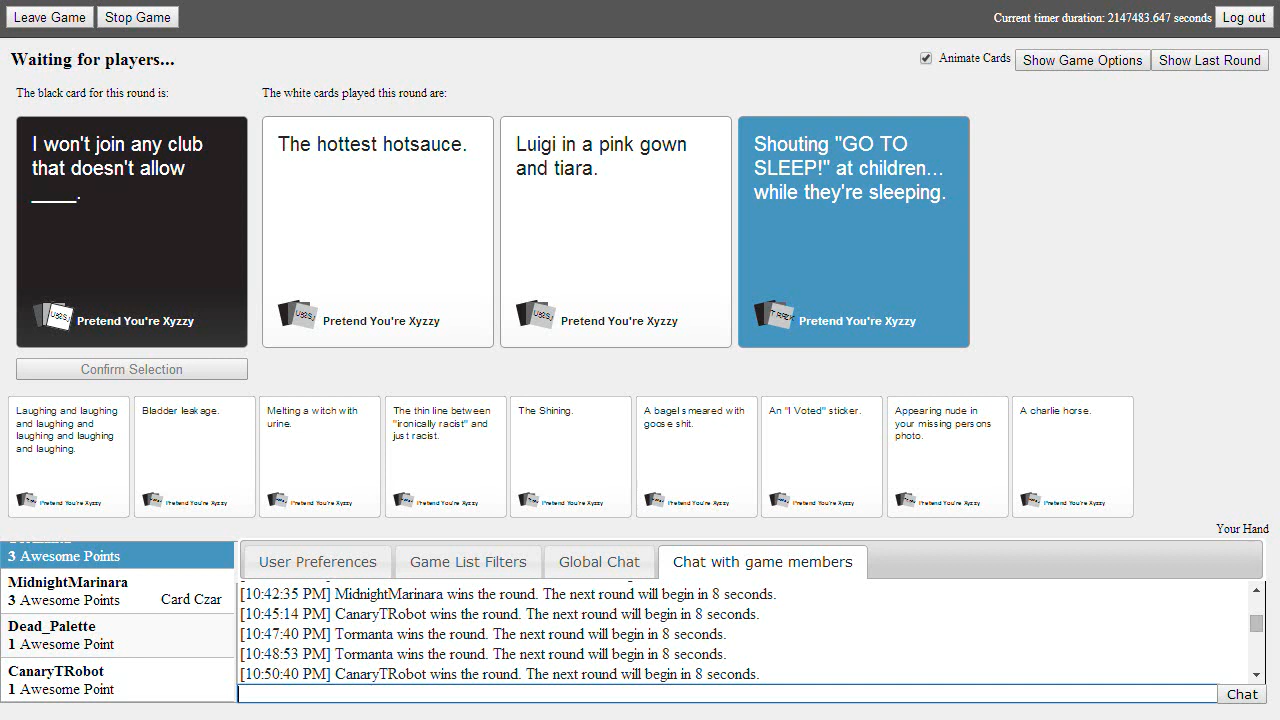 Leave Game
Stop Game
Current timer duration: 2147483.647 seconds
Log out
Waiting for players...
Animate Cards
Show Game Options
Show Last Round
The black card for this round is:
The white cards played this round are:
I won't join any club
that doesn't allow
____.
Pretend You're Xyzzy
The hottest hotsauce.
Pretend You're Xyzzy
Luigi in a pink gown
and tiara.
Pretend You're Xyzzy
Shouting "GO TO
SLEEP!" at children...
while they're sleeping.
Pretend You're Xyzzy
Confirm Selection
Laughing and laughing
and laughing and
laughing and laughing
and laughing.
Pretend You're Xyzzy
Bladder leakage.
Pretend You're Xyzzy
Melting a witch with
urine.
Pretend You're Xyzzy
The thin line between
"ironically racist" and
just racist.
Pretend You're Xyzzy
The Shining.
Pretend You're Xyzzy
A bagel smeared with
goose shit.
Pretend You're Xyzzy
An "I Voted" sticker.
Pretend You're Xyzzy
Appearing nude in
your missing persons
photo.
Pretend You're Xyzzy
A charlie horse.
Pretend You're Xyzzy
Your Hand
3 Awesome Points
MidnightMarinara
3 Awesome Points Card Czar
Dead_Palette
1 Awesome Point
CanaryTRobot
1 Awesome Point
User Preferences
Game List Filters
Global Chat
Chat with game members
[10:42:35 PM] MidnightMarinara wins the round. The next round will begin in 8 seconds.
[10:45:14 PM] CanaryTRobot wins the round. The next round will begin in 8 seconds.
[10:47:40 PM] Tormanta wins the round. The next round will begin in 8 seconds.
[10:48:53 PM] Tormanta wins the round. The next round will begin in 8 seconds.
[10:50:40 PM] CanaryTRobot wins the round. The next round will begin in 8 seconds.
Chat